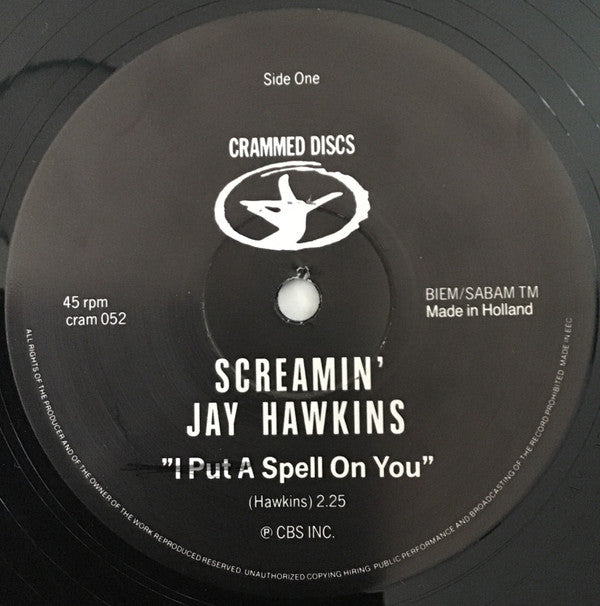 Side One
CRAMMED DISCS
45 rpm
cram 052
BIEM/SABAM TM
Made in Holland
SCREAMIN'
JAY HAWKINS
"I Put A Spell On You"
(Hawkins) 2.25
℗ CBS INC.
ALL RIGHTS OF THE PRODUCER AND OF THE OWNER OF THE WORK REPRODUCED RESERVED. UNAUTHORIZED COPYING HIRING PUBLIC PERFORMANCE AND BROADCASTING OF THE RECORD PROHIBITED. MADE IN EEC